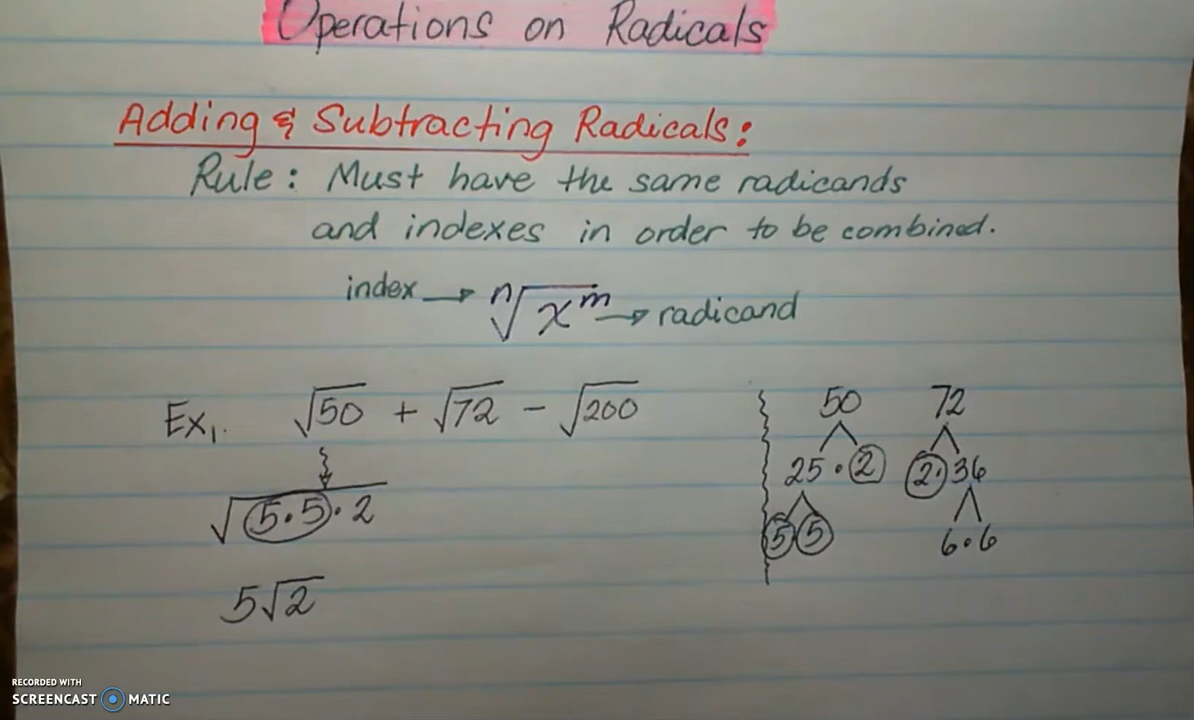 Operations on Radicals
Adding & Subtracting Radicals:
Rule: Must have the same radicands
and indexes in order to be combined.
index → ⁿ√xᵐ → radicand
Ex₁. √50 + √72 - √200
√5·5·2
5√2
50 72
25·2 2·36
5 5 6·6
RECORDED WITH
SCREENCAST MATIC